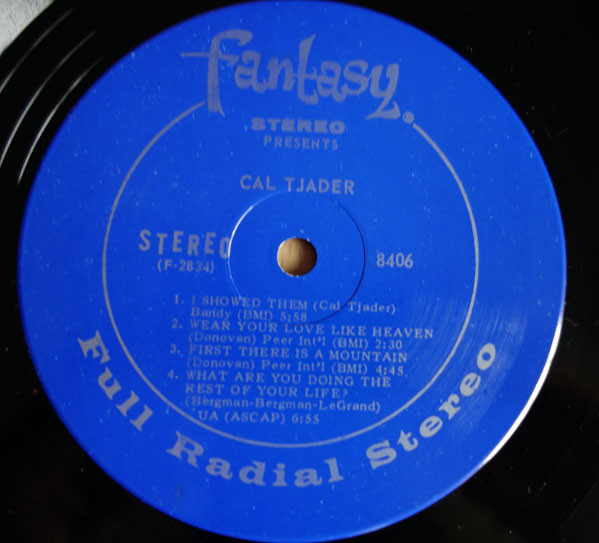 fantasy ®
STEREO
PRESENTS
CAL TJADER
STEREO
(F-2834)
8406
1. I SHOWED THEM (Cal Tjader)
Bandy (BMI) 5:58
2. WEAR YOUR LOVE LIKE HEAVEN
(Donovan) Peer Int'l (BMI) 2:30
3. FIRST THERE IS A MOUNTAIN
(Donovan) Peer Int'l (BMI) 4:45
4. WHAT ARE YOU DOING THE
REST OF YOUR LIFE?
(Bergman-Bergman-LeGrand)
UA (ASCAP) 6:55
Full Radial Stereo